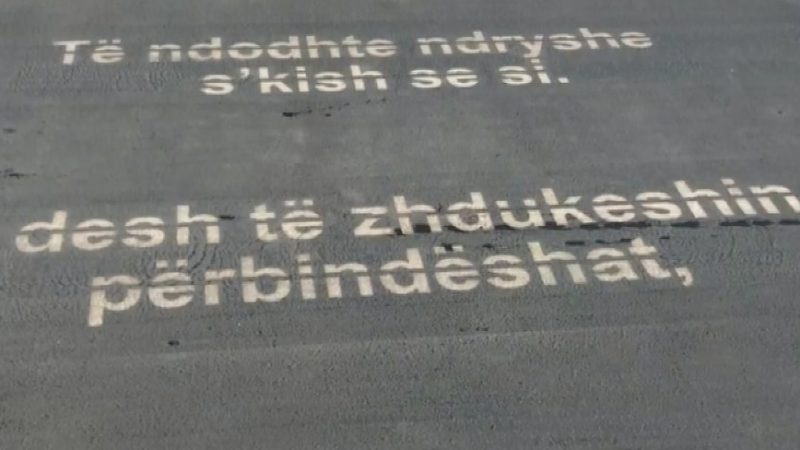 Të ndodhte ndryshe
s'kish se si.
desh të zhdukeshin
përbindëshat,